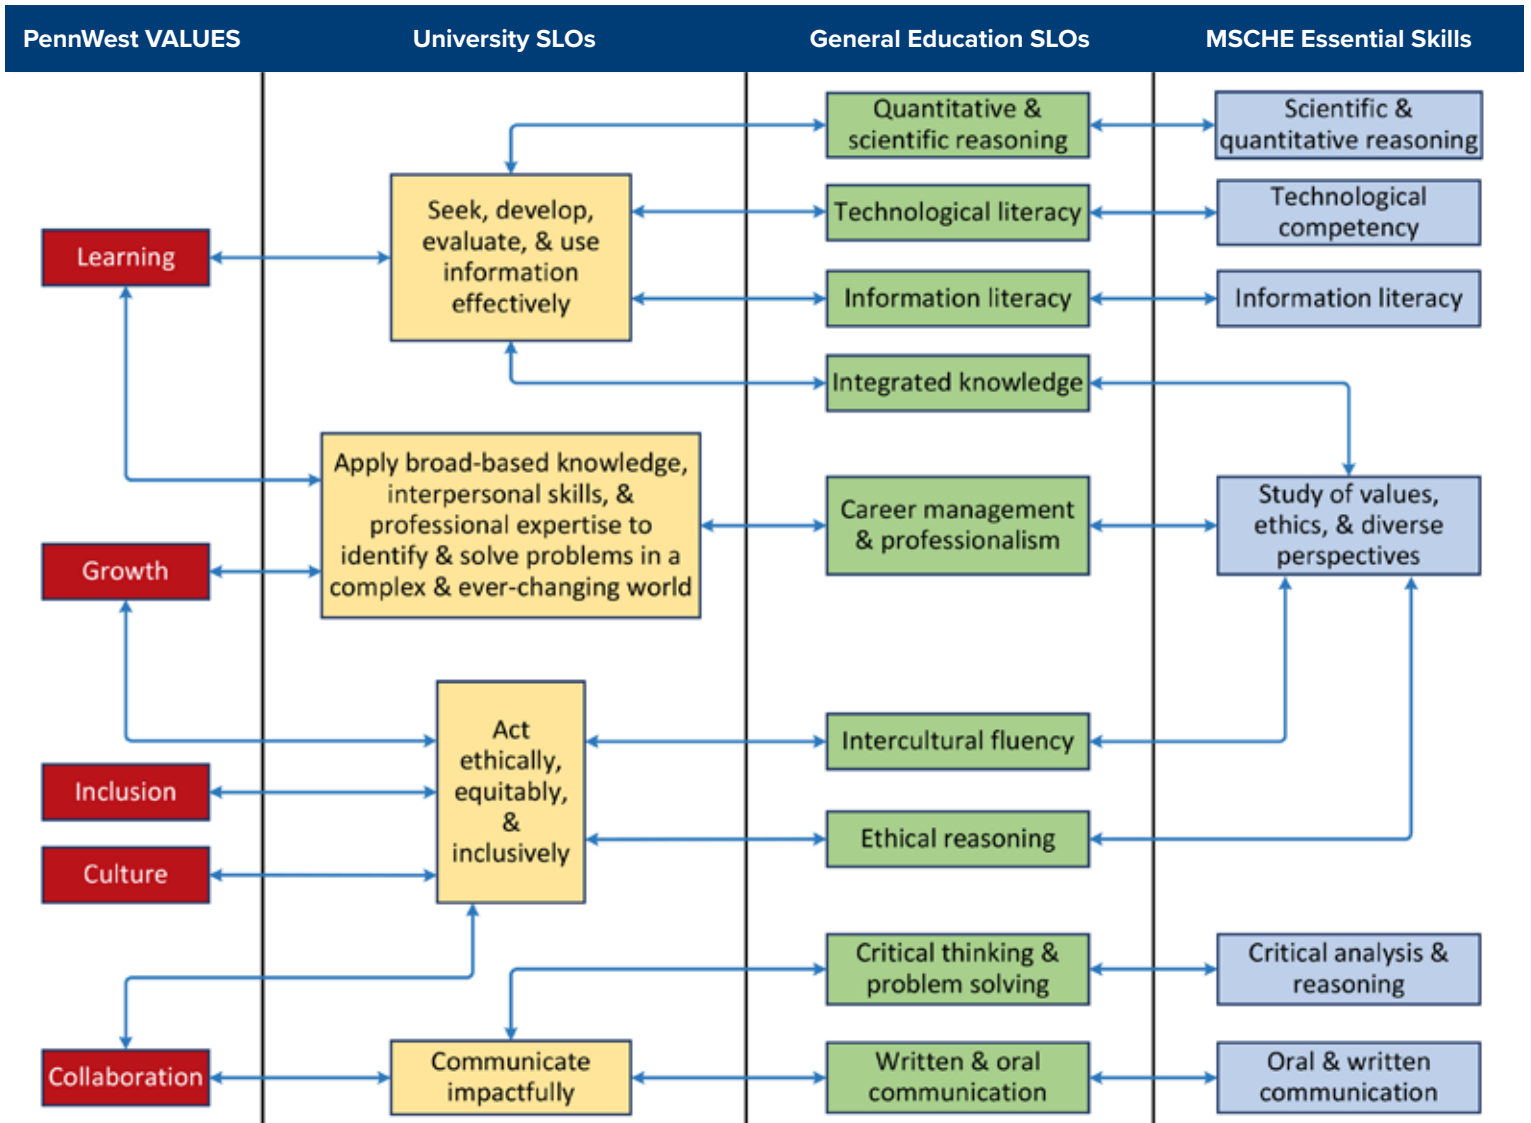 PennWest VALUES
University SLOs
General Education SLOs
MSCHE Essential Skills
Learning
Growth
Inclusion
Culture
Collaboration
Seek, develop,
evaluate, & use
information
effectively
Apply broad-based knowledge,
interpersonal skills, &
professional expertise to
identify & solve problems in a
complex & ever-changing world
Act
ethically,
equitably,
&
inclusively
Communicate
impactfully
Quantitative &
scientific reasoning
Technological literacy
Information literacy
Integrated knowledge
Career management
& professionalism
Intercultural fluency
Ethical reasoning
Critical thinking &
problem solving
Written & oral
communication
Scientific &
quantitative reasoning
Technological
competency
Information literacy
Study of values,
ethics, & diverse
perspectives
Critical analysis &
reasoning
Oral & written
communication